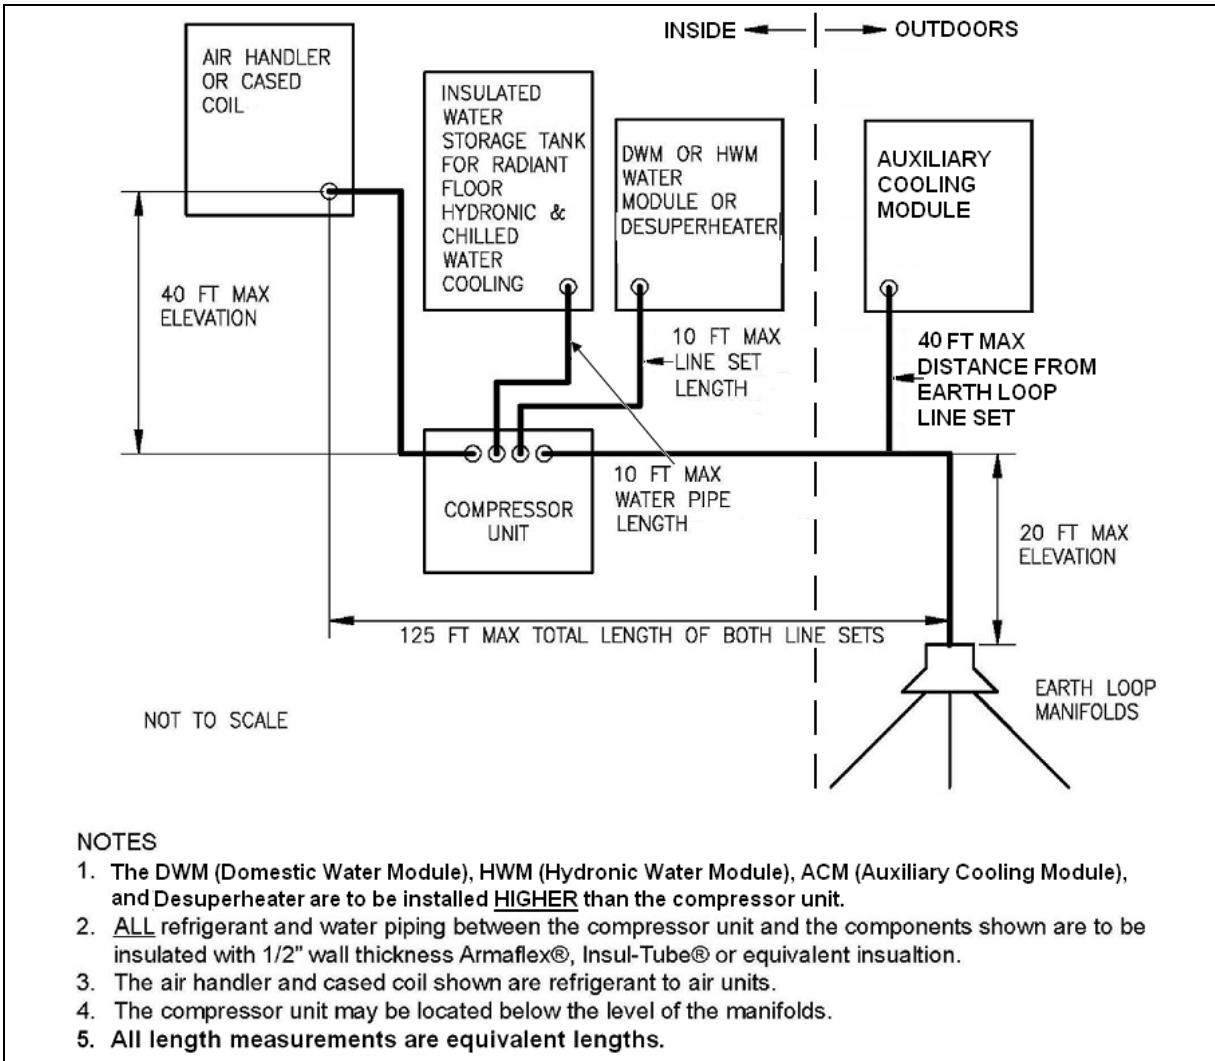 INSIDE
OUTDOORS
AIR HANDLER
OR CASED
COIL
INSULATED
WATER
STORAGE TANK
FOR RADIANT
FLOOR
HYDRONIC &
CHILLED
WATER
COOLING
DWM OR HWM
WATER
MODULE OR
DESUPERHEATER
AUXILIARY
COOLING
MODULE
40 FT MAX
ELEVATION
10 FT MAX
LINE SET
LENGTH
40 FT MAX
DISTANCE FROM
EARTH LOOP
LINE SET
COMPRESSOR
UNIT
10 FT MAX
WATER PIPE
LENGTH
20 FT MAX
ELEVATION
125 FT MAX TOTAL LENGTH OF BOTH LINE SETS
EARTH LOOP
MANIFOLDS
NOT TO SCALE
NOTES
1. The DWM (Domestic Water Module), HWM (Hydronic Water Module), ACM (Auxiliary Cooling Module),
and Desuperheater are to be installed HIGHER than the compressor unit.
2. ALL refrigerant and water piping between the compressor unit and the components shown are to be
insulated with 1/2" wall thickness Armaflex®, Insul-Tube® or equivalent insualtion.
3. The air handler and cased coil shown are refrigerant to air units.
4. The compressor unit may be located below the level of the manifolds.
5. All length measurements are equivalent lengths.